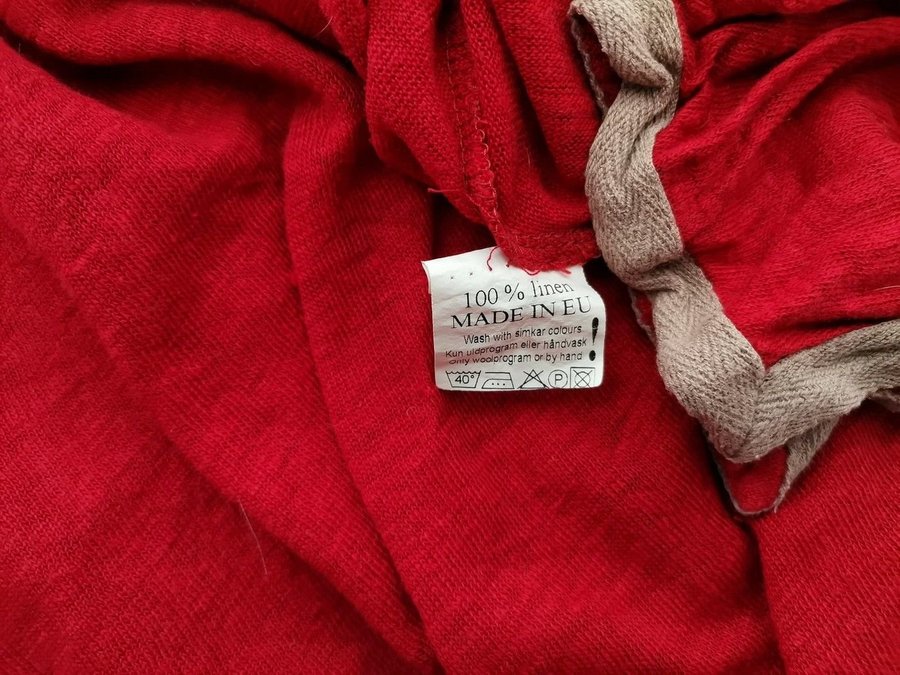 100 % linen
MADE IN EU
Wash with simkar colours !
Kun uldprogram eller håndvask
Only woolprogram or by hand
40° P